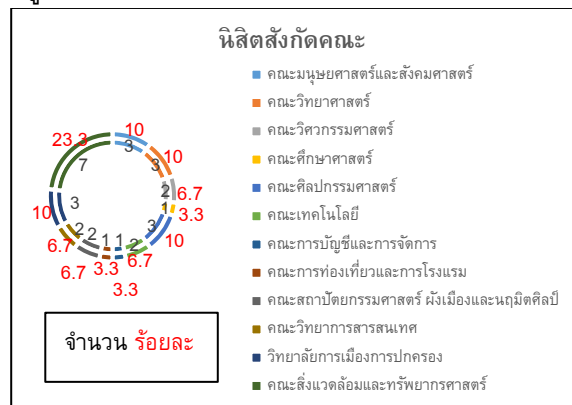 นิสิตสังกัดคณะ
คณะมนุษยศาสตร์และสังคมศาสตร์
คณะวิทยาศาสตร์
คณะวิศวกรรมศาสตร์
คณะศึกษาศาสตร์
คณะศิลปกรรมศาสตร์
คณะเทคโนโลยี
คณะการบัญชีและการจัดการ
คณะการท่องเที่ยวและการโรงแรม
คณะสถาปัตยกรรมศาสตร์ ผังเมืองและนฤมิตศิลป์
คณะวิทยาการสารสนเทศ
วิทยาลัยการเมืองการปกครอง
คณะสิ่งแวดล้อมและทรัพยากรศาสตร์
10
10
6.7
3.3
10
6.7
3.3
3.3
6.7
6.7
10
23.3
3
3
2
1
3
2
1
1
2
2
3
7
จำนวน ร้อยละ